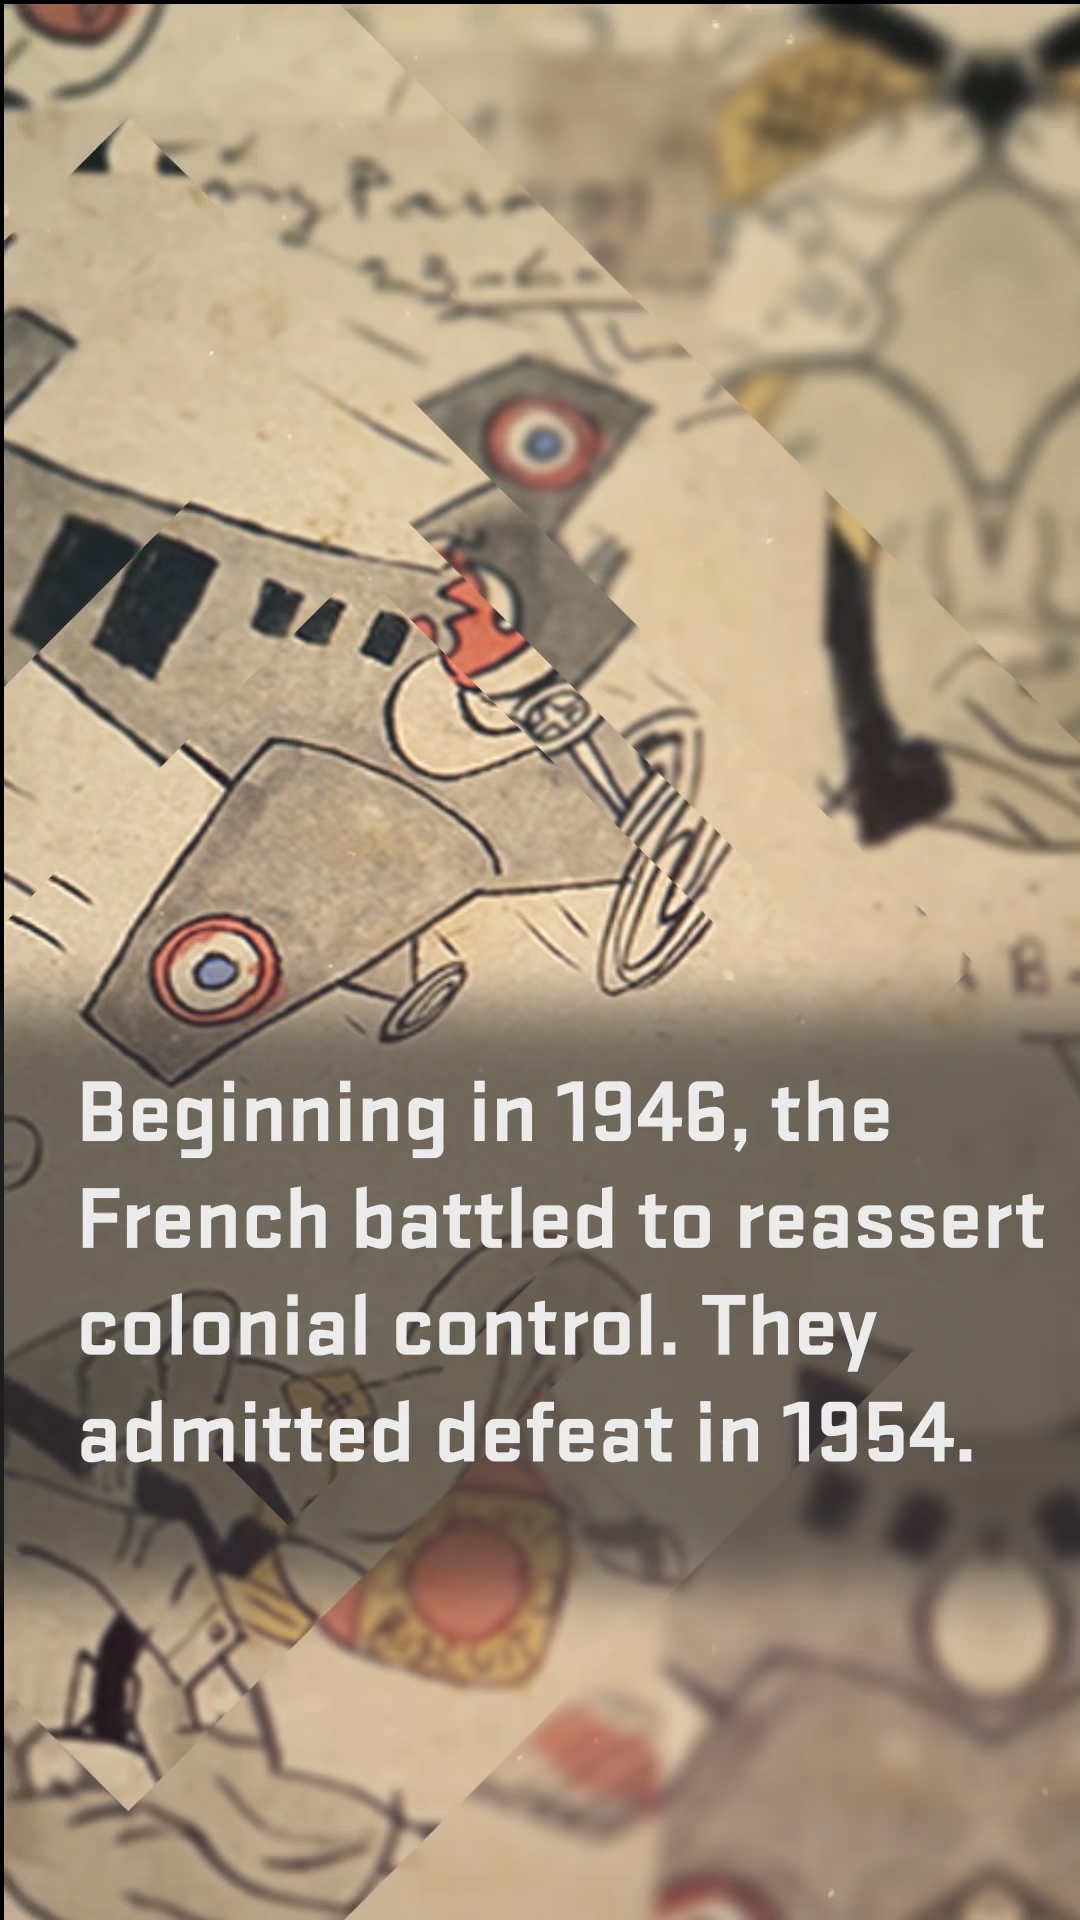 Beginning in 1946, the
French battled to reassert
colonial control. They
admitted defeat in 1954.